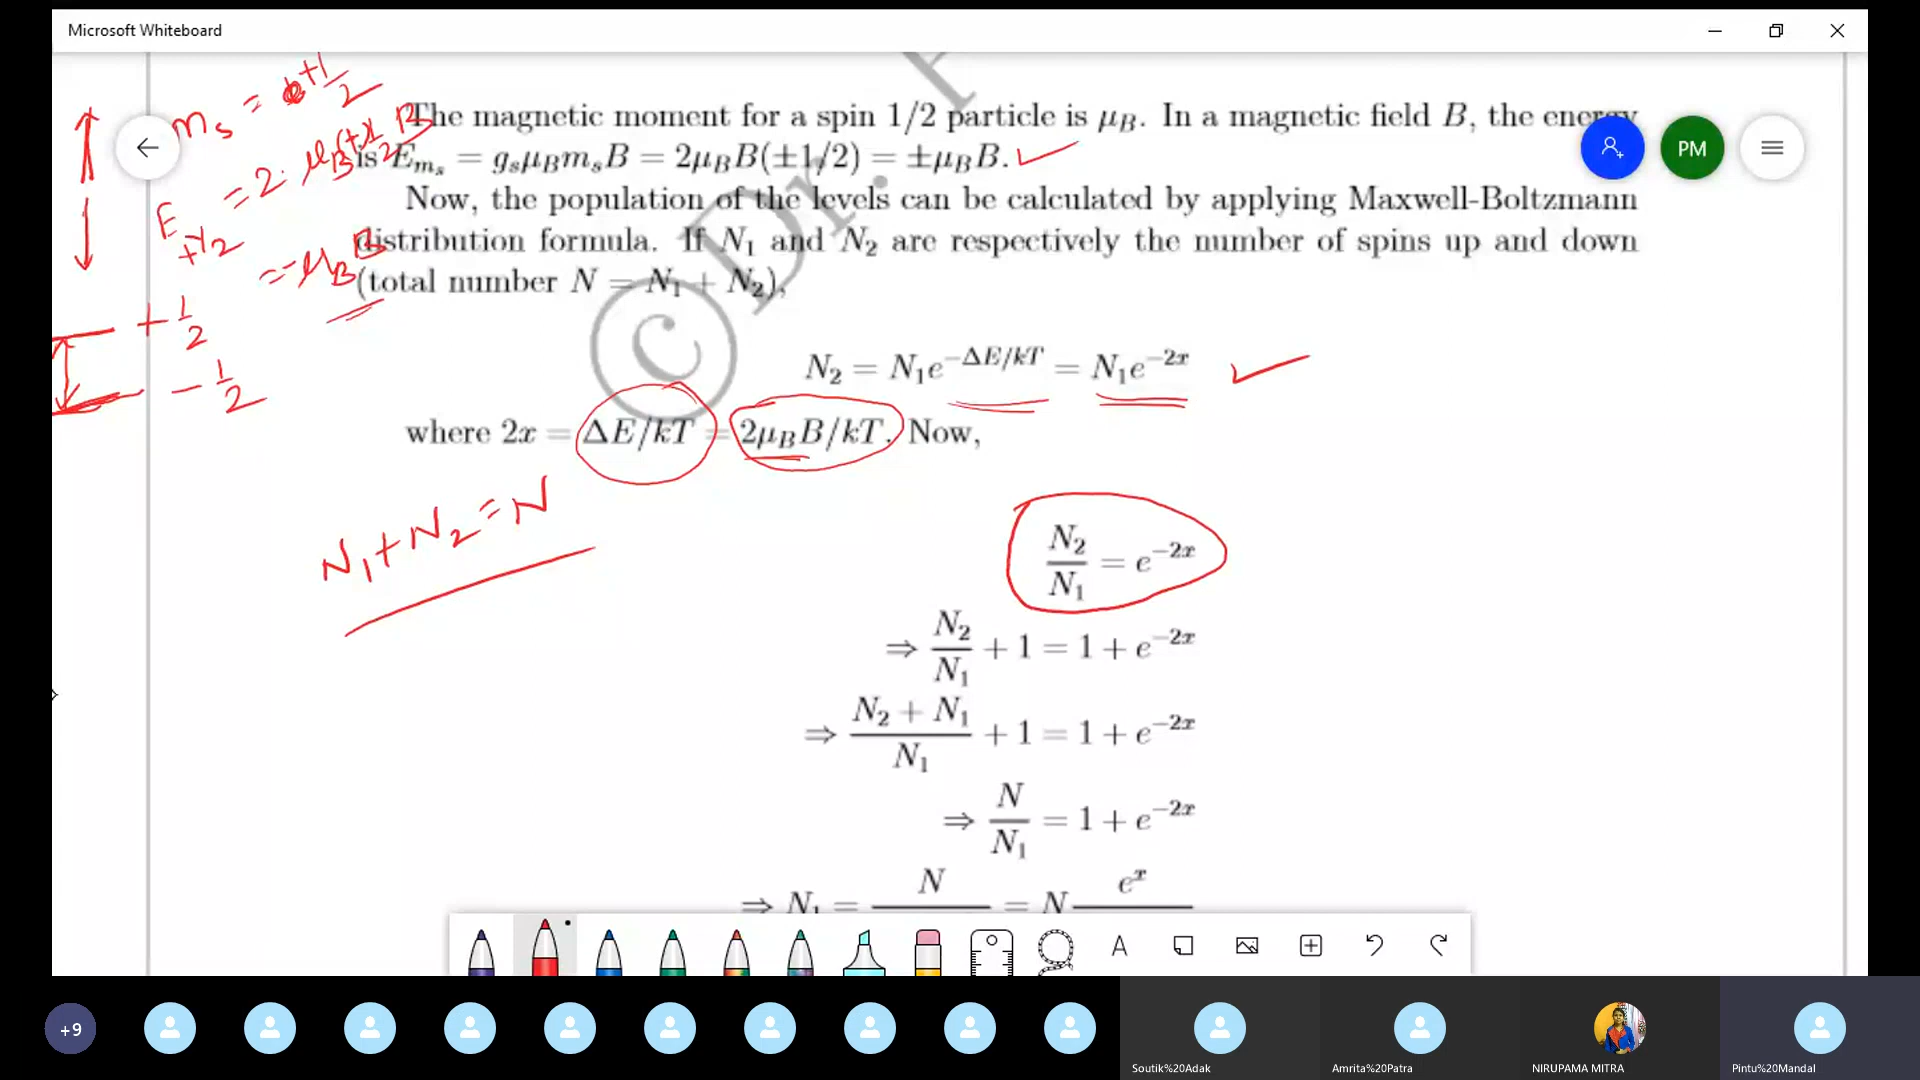 Microsoft Whiteboard
m_s = +1/2
The magnetic moment for a spin 1/2 particle is μ_B. In a magnetic field B, the energy
is E_{m_s} = g_s μ_B m_s B = 2μ_B B(±1/2) = ±μ_B B.
E_{+1/2} = 2. μ_B (+) 1/2 B
Now, the population of the levels can be calculated by applying Maxwell-Boltzmann
distribution formula. If N_1 and N_2 are respectively the number of spins up and down
= μ_B B
(total number N = N_1 + N_2),
+ 1/2
- 1/2
N_2 = N_1 e^{-ΔE/kT} = N_1 e^{-2x}
where 2x = ΔE/kT = 2μ_B B/kT. Now,
N_1 + N_2 = N
N_2/N_1 = e^{-2x}
⇒ N_2/N_1 + 1 = 1 + e^{-2x}
⇒ (N_2 + N_1)/N_1 + 1 = 1 + e^{-2x}
⇒ N/N_1 = 1 + e^{-2x}
⇒ N_1 = N = N e^x
© Dr.
PM
A
+9
Soutik%20Adak
Amrita%20Patra
NIRUPAMA MITRA
Pintu%20Mandal